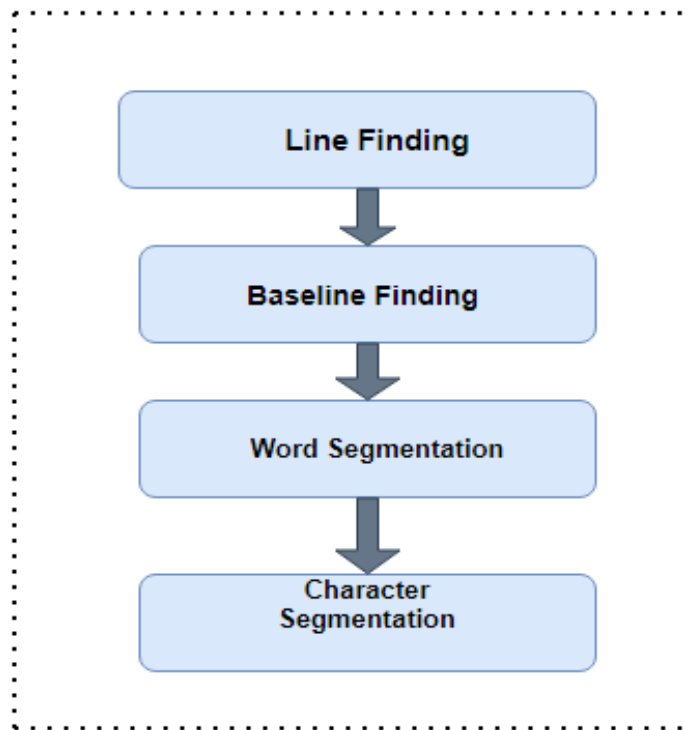 Line Finding
Baseline Finding
Word Segmentation
Character
Segmentation